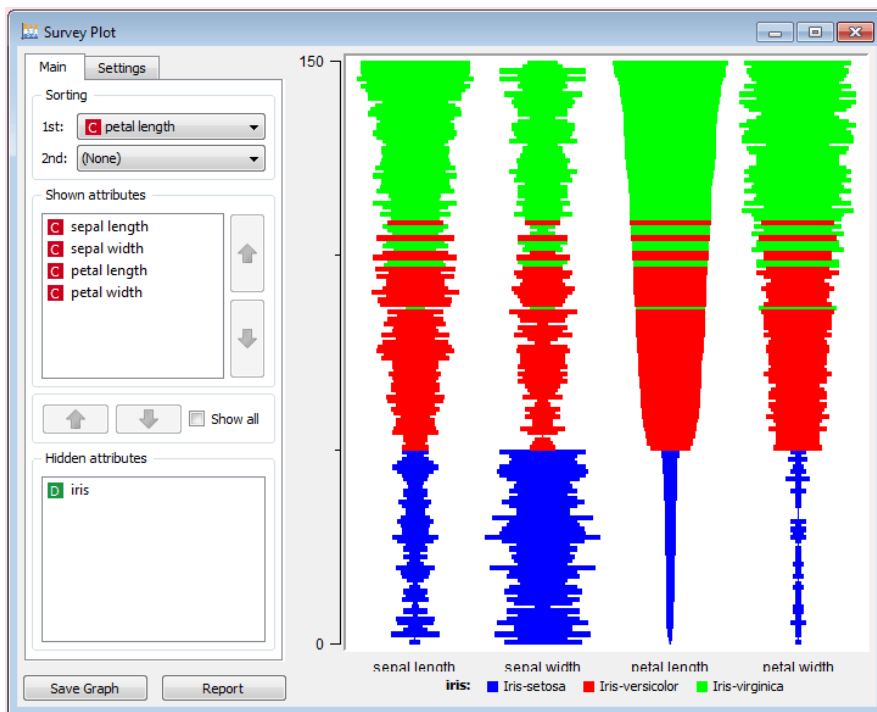 Survey Plot
Main Settings
Sorting
1st: C petal length
2nd: (None)
Shown attributes
C sepal length
C sepal width
C petal length
C petal width
Show all
Hidden attributes
D iris
Save Graph Report
150
0
sepal length sepal width petal length petal width
iris: Iris-setosa Iris-versicolor Iris-virginica